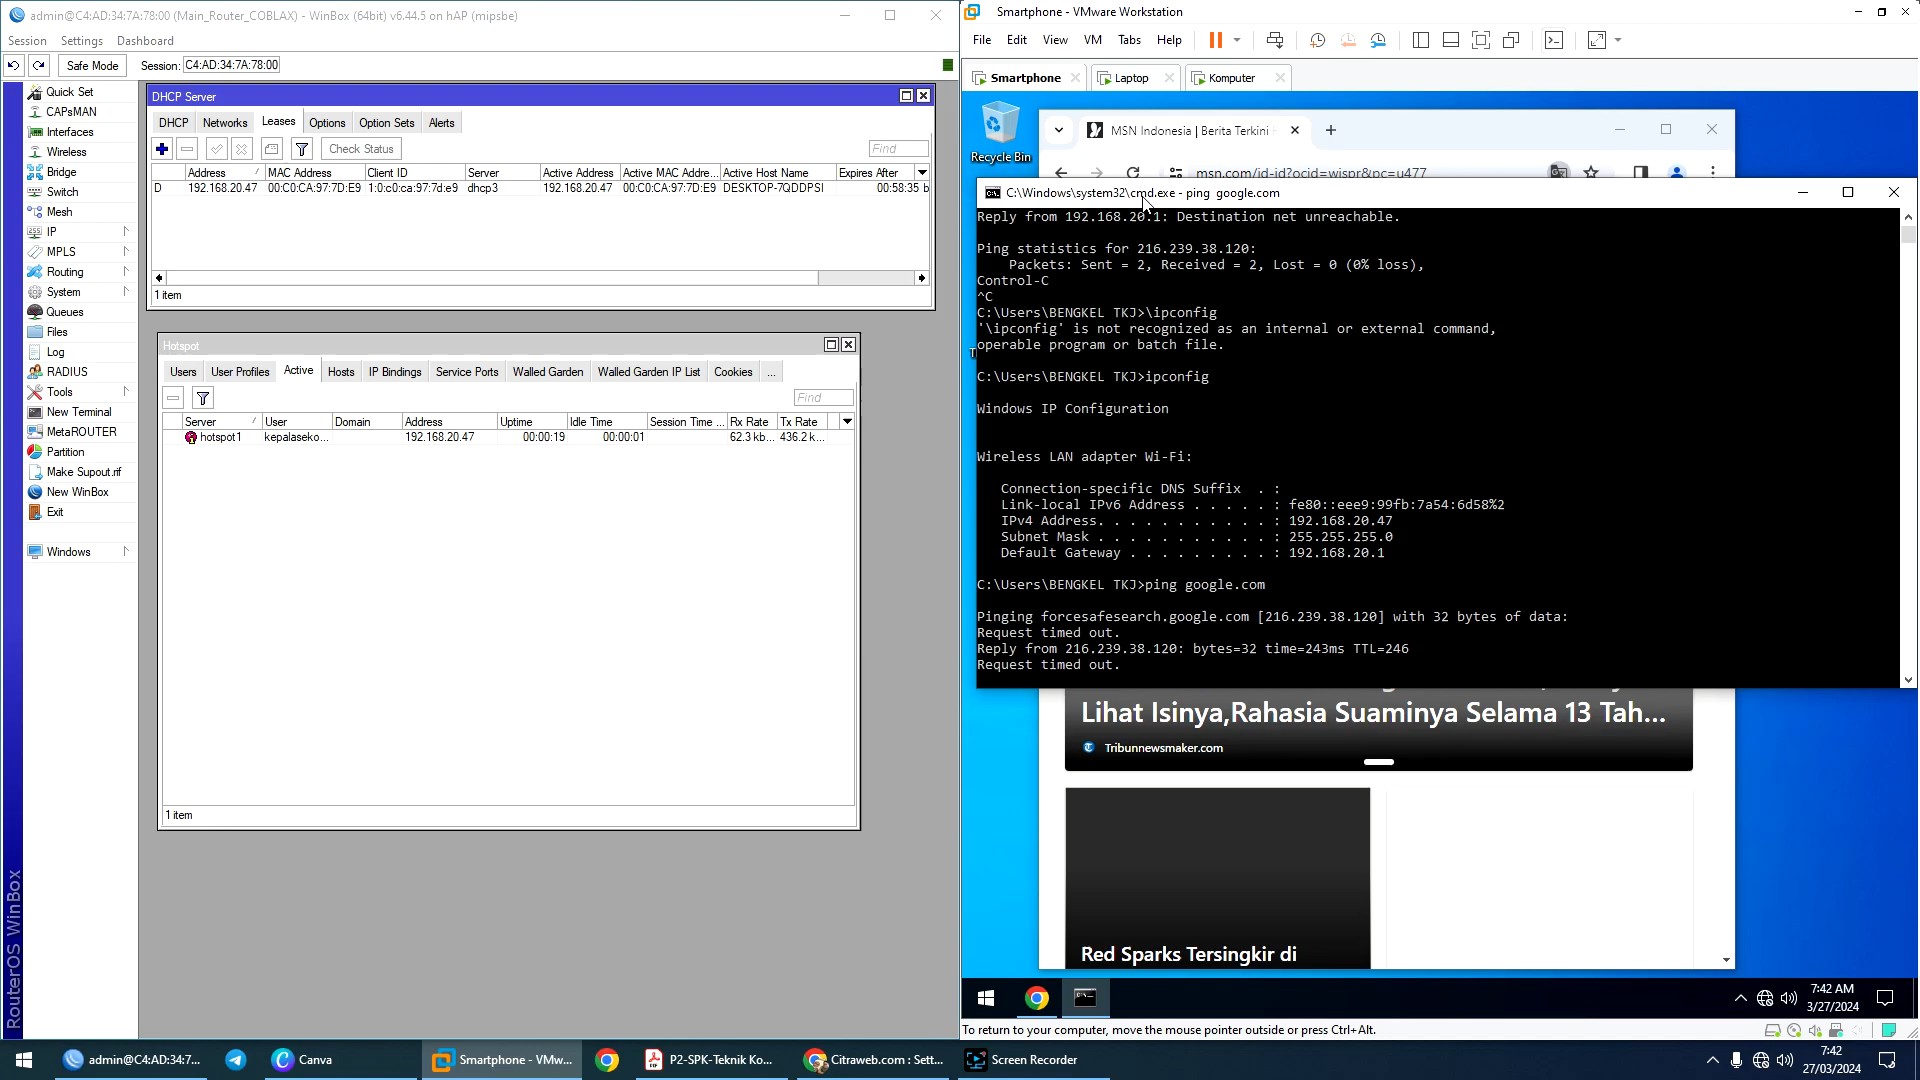 admin@C4:AD:34:7A:78:00 (Main_Router_COBLAX) - WinBox (64bit) v6.44.5 on hAP (mipsbe)
Session Settings Dashboard
Safe Mode Session: C4:AD:34:7A:78:00
Quick Set
CAPsMAN
Interfaces
Wireless
Bridge
Switch
Mesh
IP
MPLS
Routing
System
Queues
Files
Log
RADIUS
Tools
New Terminal
MetaROUTER
Partition
Make Supout.rif
New WinBox
Exit
Windows
RouterOS WinBox
DHCP Server
DHCP Networks Leases Options Option Sets Alerts
Check Status Find
Address MAC Address Client ID Server Active Address Active MAC Addre... Active Host Name Expires After
D 192.168.20.47 00:C0:CA:97:7D:E9 1:0:c0:ca:97:7d:e9 dhcp3 192.168.20.47 00:C0:CA:97:7D:E9 DESKTOP-7QDDPSI 00:58:35 b
1 item
Hotspot
Users User Profiles Active Hosts IP Bindings Service Ports Walled Garden Walled Garden IP List Cookies ...
Find
Server User Domain Address Uptime Idle Time Session Time ... Rx Rate Tx Rate
hotspot1 kepalaseko... 192.168.20.47 00:00:19 00:00:01 62.3 kb... 436.2 k...
1 item
Smartphone - VMware Workstation
File Edit View VM Tabs Help
Smartphone Laptop Komputer
Recycle Bin
MSN Indonesia | Berita Terkini
msn.com/id-id?ocid=wispr&pc=u477
C:\Windows\system32\cmd.exe - ping google.com
Reply from 192.168.20.1: Destination net unreachable.
Ping statistics for 216.239.38.120:
Packets: Sent = 2, Received = 2, Lost = 0 (0% loss),
Control-C
^C
C:\Users\BENGKEL TKJ>\ipconfig
'\ipconfig' is not recognized as an internal or external command,
operable program or batch file.
C:\Users\BENGKEL TKJ>ipconfig
Windows IP Configuration
Wireless LAN adapter Wi-Fi:
Connection-specific DNS Suffix . :
Link-local IPv6 Address . . . . . : fe80::eee9:99fb:7a54:6d58%2
IPv4 Address. . . . . . . . . . . : 192.168.20.47
Subnet Mask . . . . . . . . . . . : 255.255.255.0
Default Gateway . . . . . . . . . : 192.168.20.1
C:\Users\BENGKEL TKJ>ping google.com
Pinging forcesafesearch.google.com [216.239.38.120] with 32 bytes of data:
Request timed out.
Reply from 216.239.38.120: bytes=32 time=243ms TTL=246
Request timed out.
Lihat Isinya,Rahasia Suaminya Selama 13 Tah...
Tribunnewsmaker.com
Red Sparks Tersingkir di
7:42 AM
3/27/2024
To return to your computer, move the mouse pointer outside or press Ctrl+Alt.
admin@C4:AD:34:7... Canva Smartphone - VMw... P2-SPK-Teknik Ko... Citraweb.com : Sett... Screen Recorder
7:42
27/03/2024